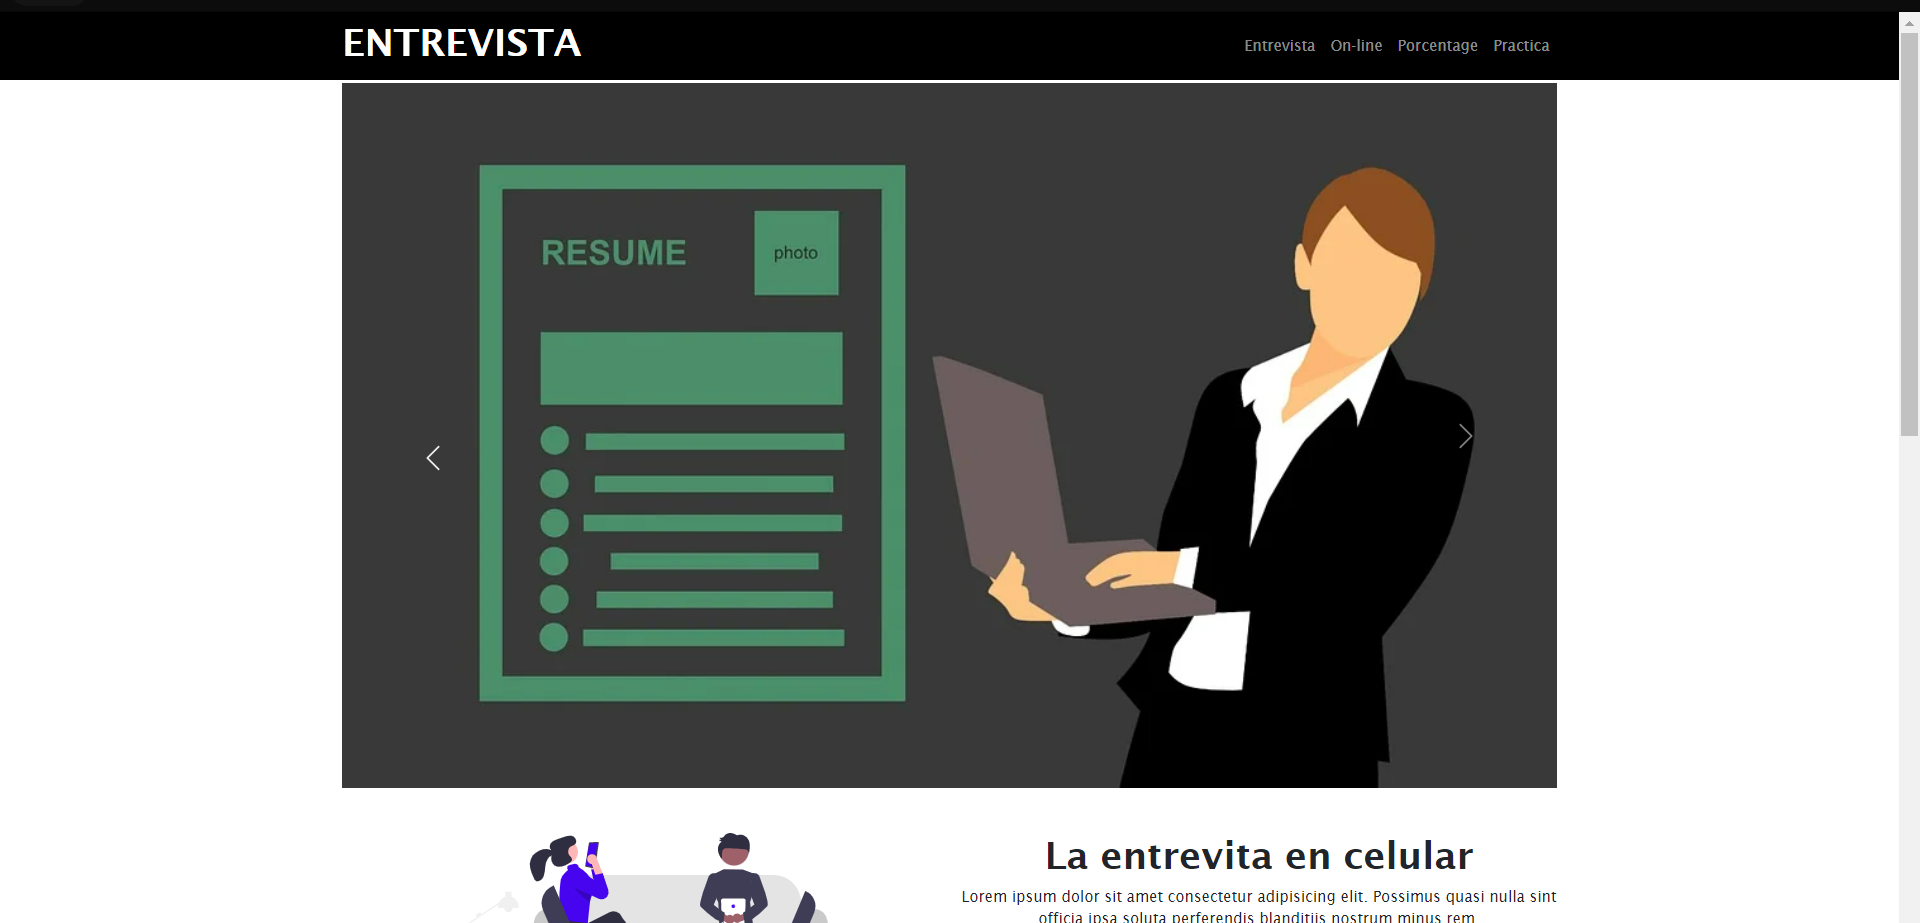 ENTREVISTA
Entrevista On-line Porcentage Practica
RESUME
photo
La entrevita en celular
Lorem ipsum dolor sit amet consectetur adipisicing elit. Possimus quasi nulla sint
officia ipsa soluta perferendis blanditiis nostrum minus rem